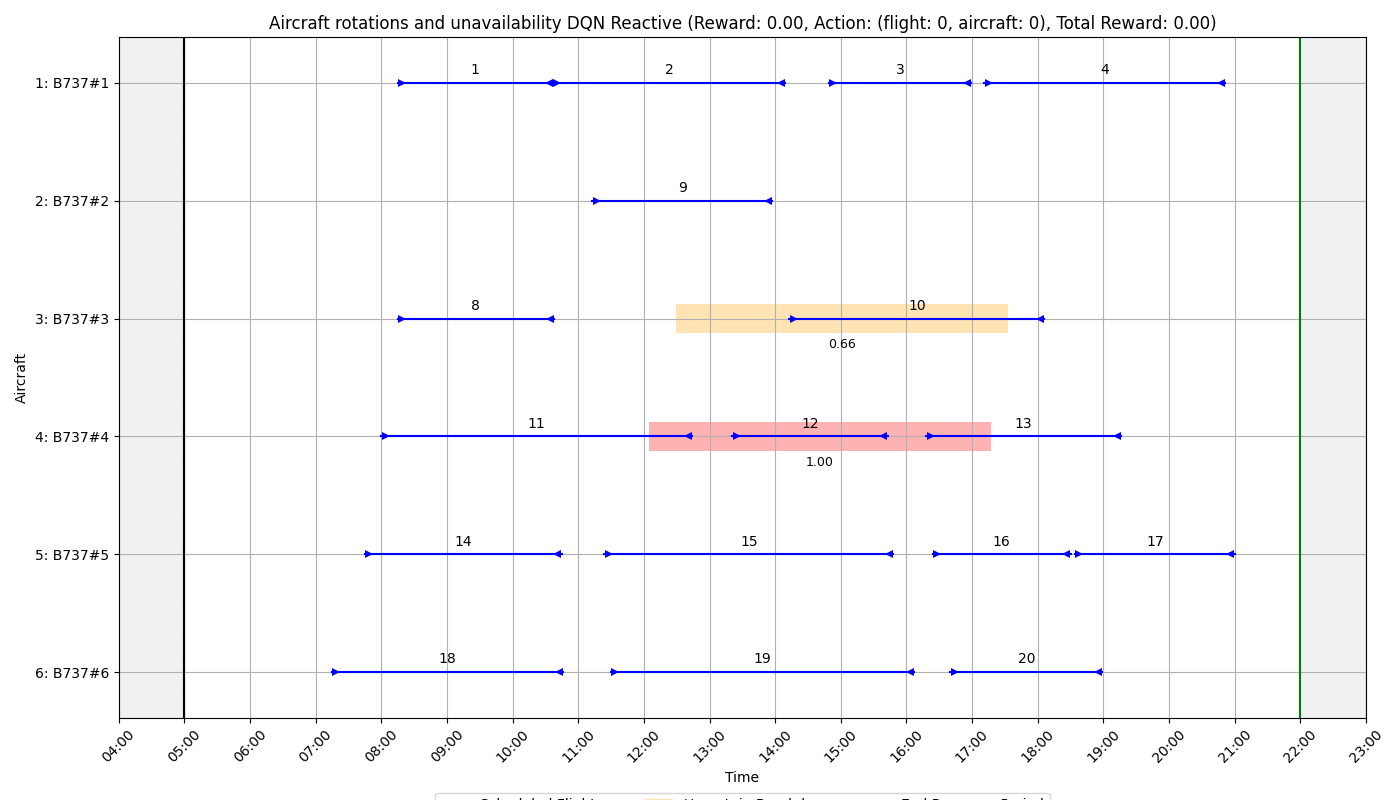 Aircraft rotations and unavailability DQN Reactive (Reward: 0.00, Action: (flight: 0, aircraft: 0), Total Reward: 0.00)
1: B737#1
1 2 3 4
2: B737#2
9
3: B737#3
8 10
0.66
Aircraft
4: B737#4
11 12 13
1.00
5: B737#5
14 15 16 17
6: B737#6
18 19 20
04:00 05:00 06:00 07:00 08:00 09:00 10:00 11:00 12:00 13:00 14:00 15:00 16:00 17:00 18:00 19:00 20:00 21:00 22:00 23:00
Time